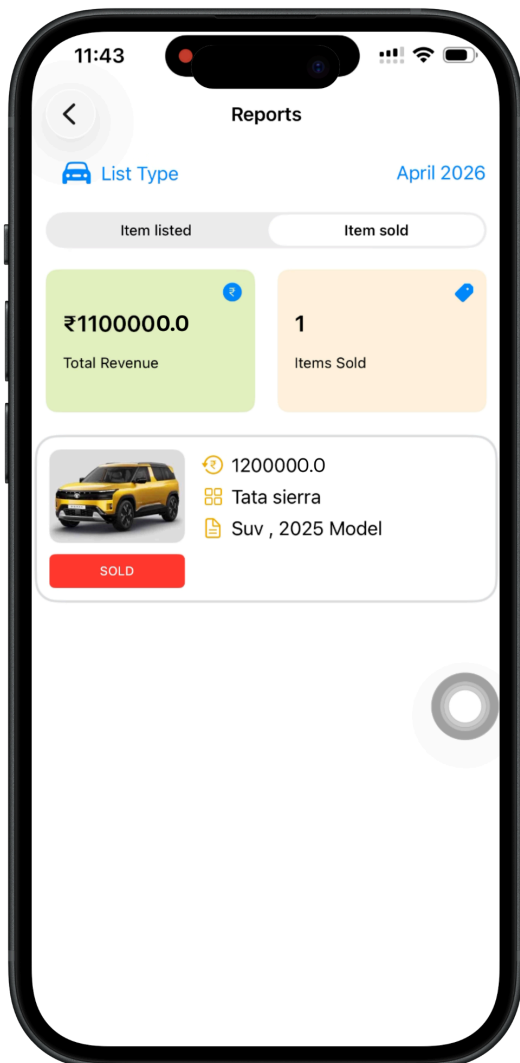 11:43
Reports
List Type
April 2026
Item listed
Item sold
₹1100000.0
Total Revenue
1
Items Sold
1200000.0
Tata sierra
Suv , 2025 Model
SOLD